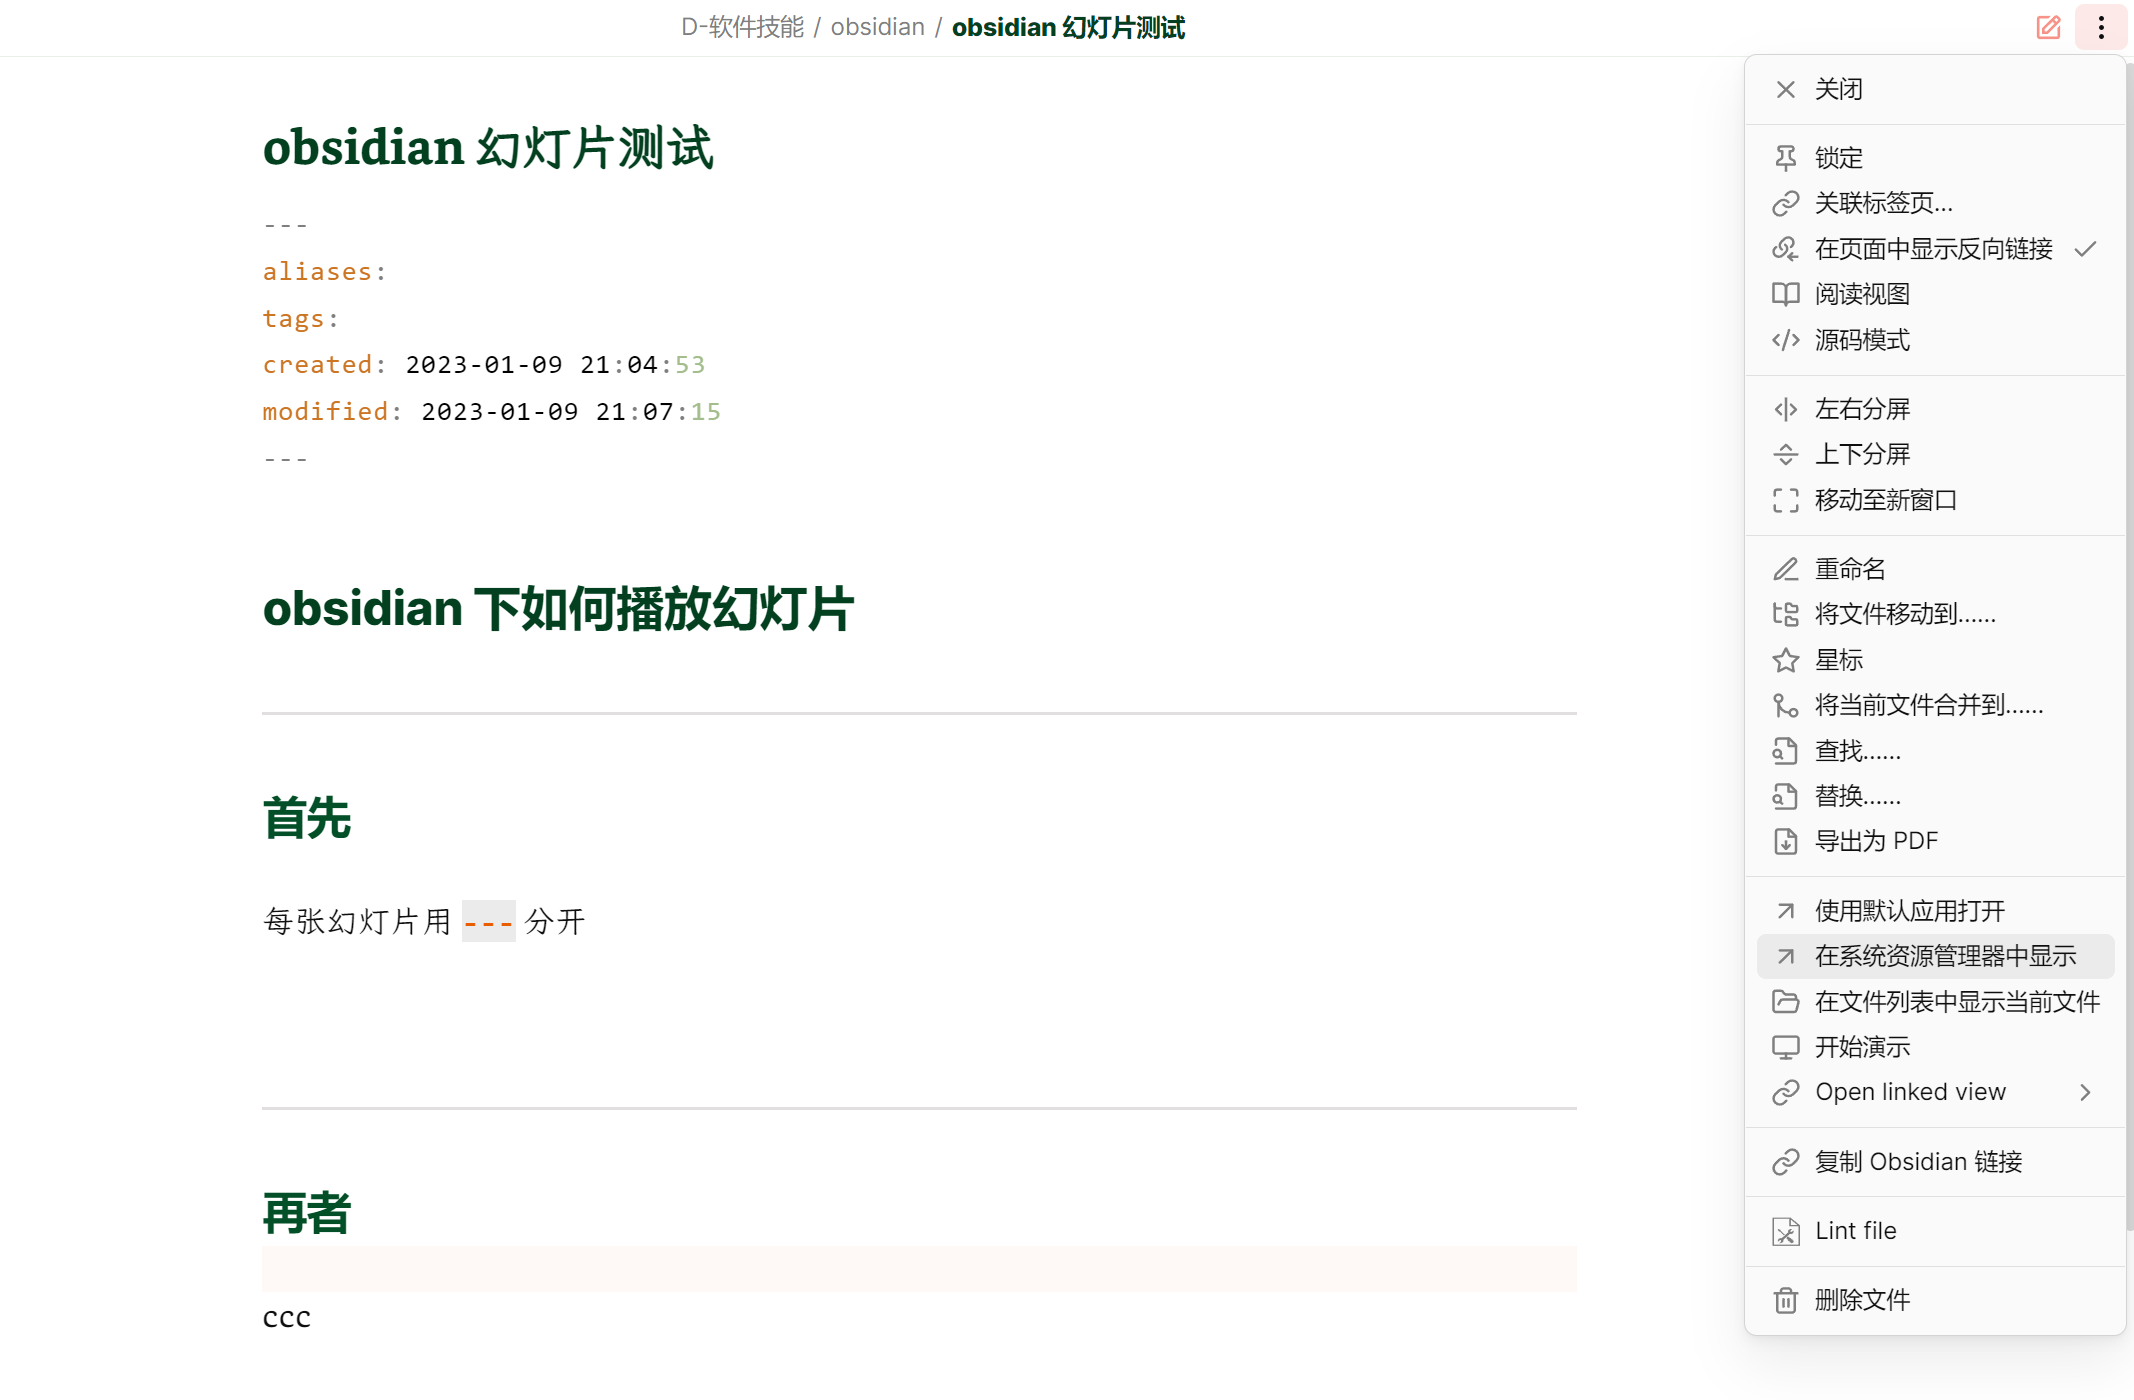 D-软件技能 / obsidian / obsidian 幻灯片测试
obsidian 幻灯片测试
---
aliases:
tags:
created: 2023-01-09 21:04:53
modified: 2023-01-09 21:07:15
---
obsidian 下如何播放幻灯片
首先
每张幻灯片用 --- 分开
再者
ccc
关闭
锁定
关联标签页...
在页面中显示反向链接
阅读视图
源码模式
左右分屏
上下分屏
移动至新窗口
重命名
将文件移动到......
星标
将当前文件合并到......
查找......
替换......
导出为 PDF
使用默认应用打开
在系统资源管理器中显示
在文件列表中显示当前文件
开始演示
Open linked view
复制 Obsidian 链接
Lint file
删除文件